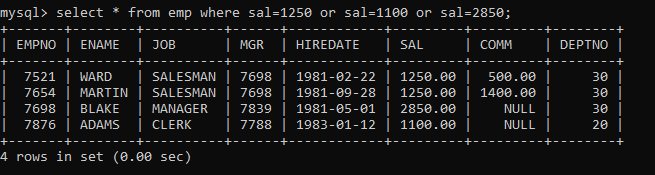 mysql> select * from emp where sal=1250 or sal=1100 or sal=2850;
+-------+--------+----------+------+------------+---------+---------+--------+
| EMPNO | ENAME  | JOB      | MGR  | HIREDATE   | SAL     | COMM    | DEPTNO |
+-------+--------+----------+------+------------+---------+---------+--------+
|  7521 | WARD   | SALESMAN | 7698 | 1981-02-22 | 1250.00 |  500.00 |     30 |
|  7654 | MARTIN | SALESMAN | 7698 | 1981-09-28 | 1250.00 | 1400.00 |     30 |
|  7698 | BLAKE  | MANAGER  | 7839 | 1981-05-01 | 2850.00 |    NULL |     30 |
|  7876 | ADAMS  | CLERK    | 7788 | 1983-01-12 | 1100.00 |    NULL |     20 |
+-------+--------+----------+------+------------+---------+---------+--------+
4 rows in set (0.00 sec)